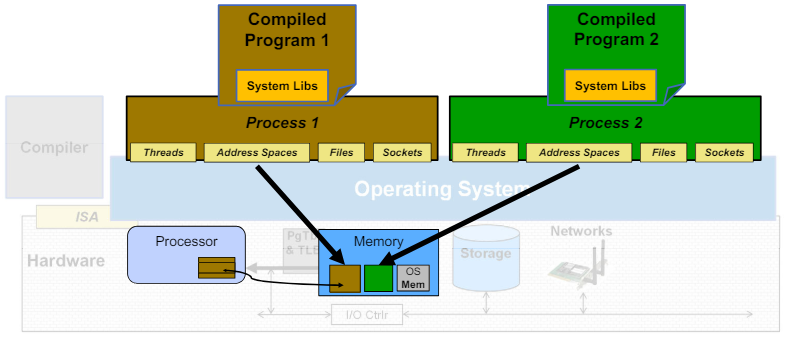 Compiled
Program 1
System Libs
Compiled
Program 2
System Libs
Process 1
Threads
Address Spaces
Files
Sockets
Process 2
Threads
Address Spaces
Files
Sockets
Compiler
Operating System
ISA
Hardware
Processor
& TLB
Memory
OS
Mem
Storage
Networks
I/O Ctrlr